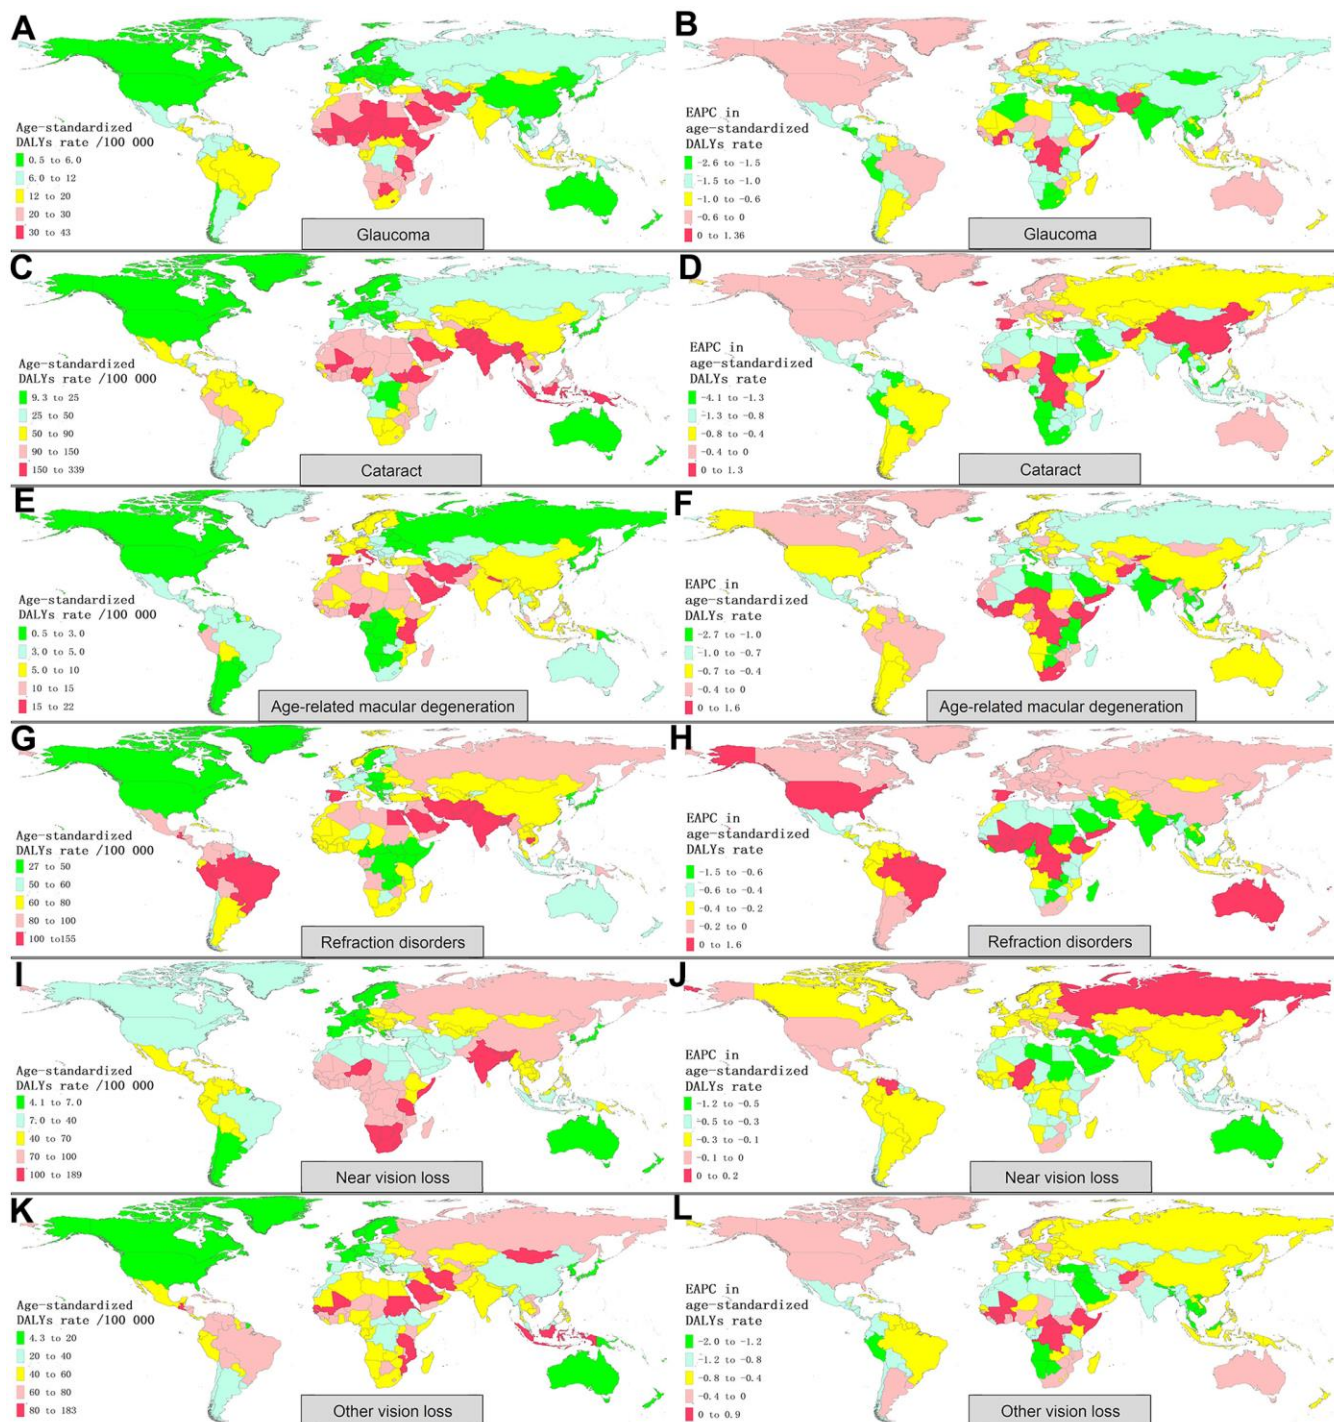 A
Age-standardized
DALYs rate /100 000
0.5 to 6.0
6.0 to 12
12 to 20
20 to 30
30 to 43
Glaucoma
B
EAPC in
age-standardized
DALYs rate
-2.6 to -1.5
-1.5 to -1.0
-1.0 to -0.6
-0.6 to 0
0 to 1.36
Glaucoma
C
Age-standardized
DALYs rate /100 000
9.3 to 25
25 to 50
50 to 90
90 to 150
150 to 339
Cataract
D
EAPC in
age-standardized
DALYs rate
-4.1 to -1.3
-1.3 to -0.8
-0.8 to -0.4
-0.4 to 0
0 to 1.3
Cataract
E
Age-standardized
DALYs rate /100 000
0.5 to 3.0
3.0 to 5.0
5.0 to 10
10 to 15
15 to 22
Age-related macular degeneration
F
EAPC in
age-standardized
DALYs rate
-2.7 to -1.0
-1.0 to -0.7
-0.7 to -0.4
-0.4 to 0
0 to 1.6
Age-related macular degeneration
G
Age-standardized
DALYs rate /100 000
27 to 50
50 to 60
60 to 80
80 to 100
100 to155
Refraction disorders
H
EAPC in
age-standardized
DALYs rate
-1.5 to -0.6
-0.6 to -0.4
-0.4 to -0.2
-0.2 to 0
0 to 1.6
Refraction disorders
I
Age-standardized
DALYs rate /100 000
4.1 to 7.0
7.0 to 40
40 to 70
70 to 100
100 to 189
Near vision loss
J
EAPC in
age-standardized
DALYs rate
-1.2 to -0.5
-0.5 to -0.3
-0.3 to -0.1
-0.1 to 0
0 to 0.2
Near vision loss
K
Age-standardized
DALYs rate /100 000
4.3 to 20
20 to 40
40 to 60
60 to 80
80 to 183
Other vision loss
L
EAPC in
age-standardized
DALYs rate
-2.0 to -1.2
-1.2 to -0.8
-0.8 to -0.4
-0.4 to 0
0 to 0.9
Other vision loss